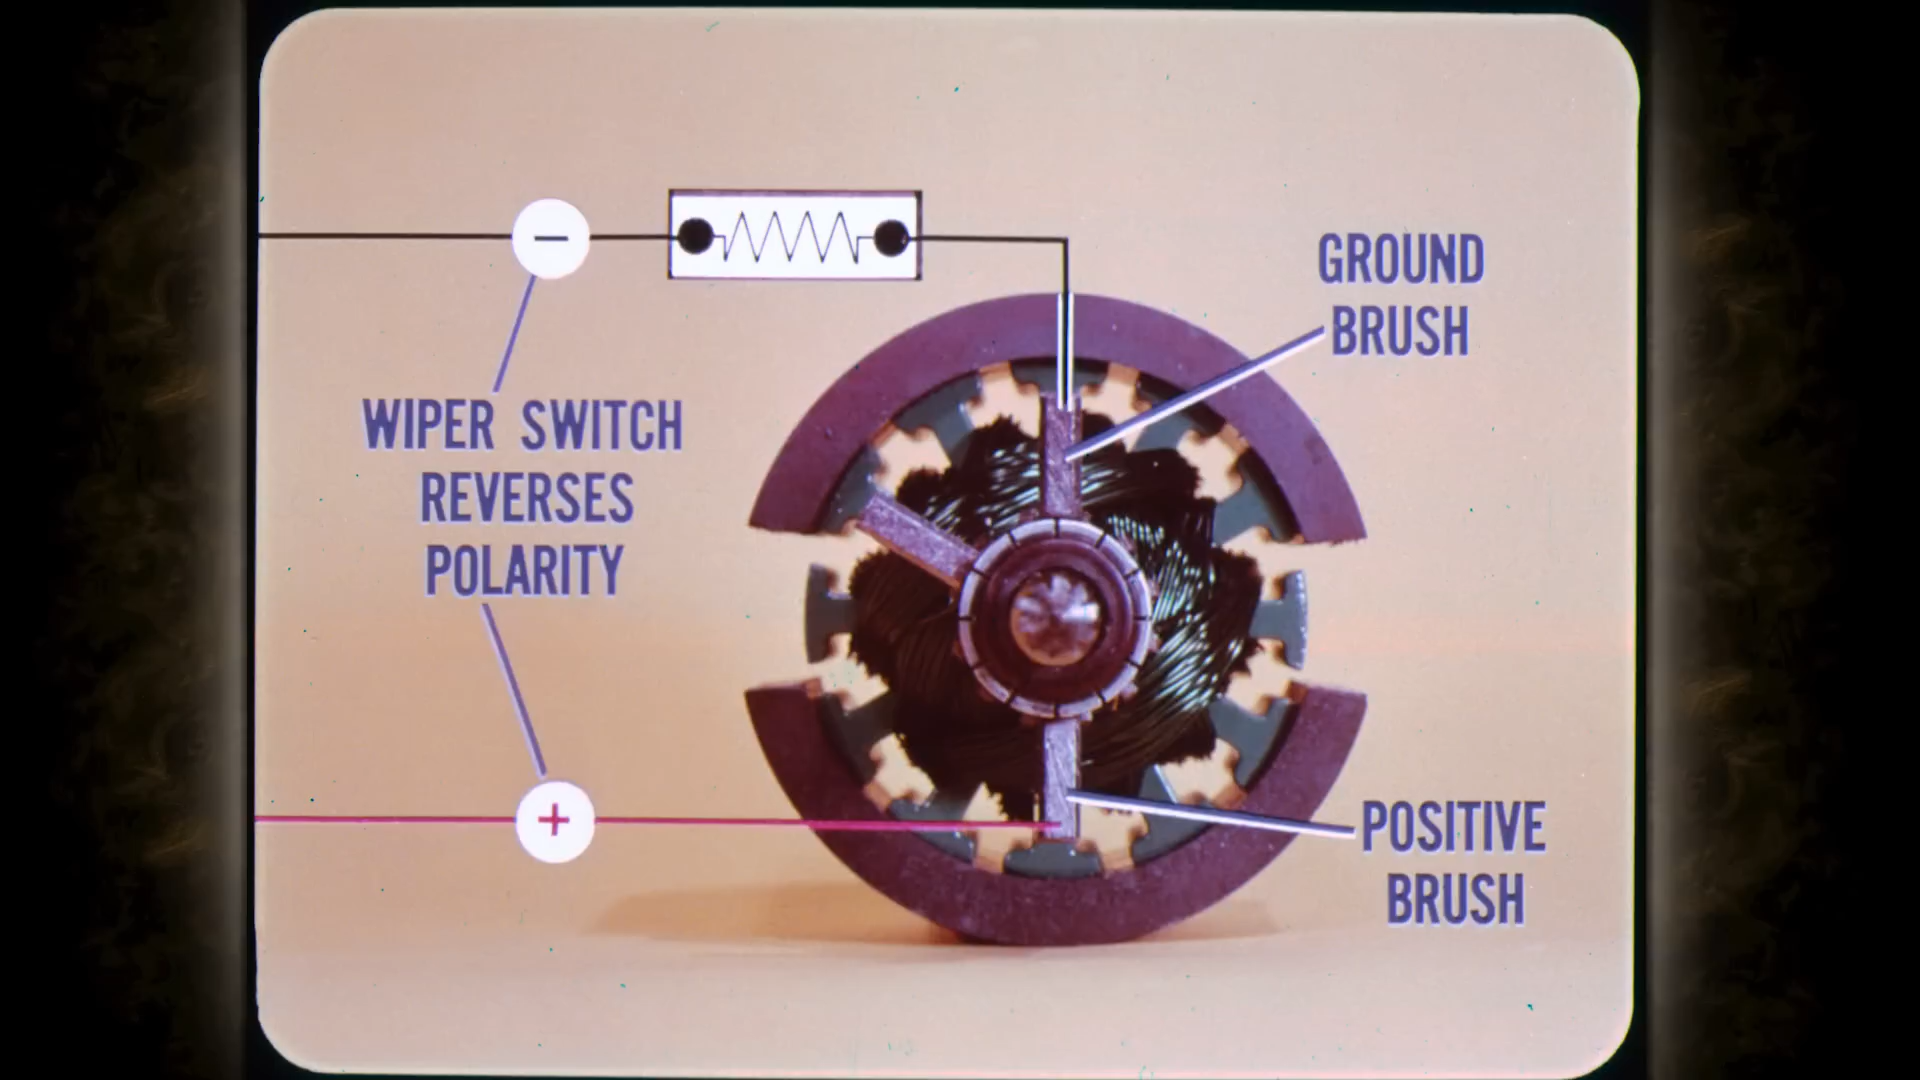 GROUND
BRUSH
WIPER SWITCH
REVERSES
POLARITY
POSITIVE
BRUSH
−
+